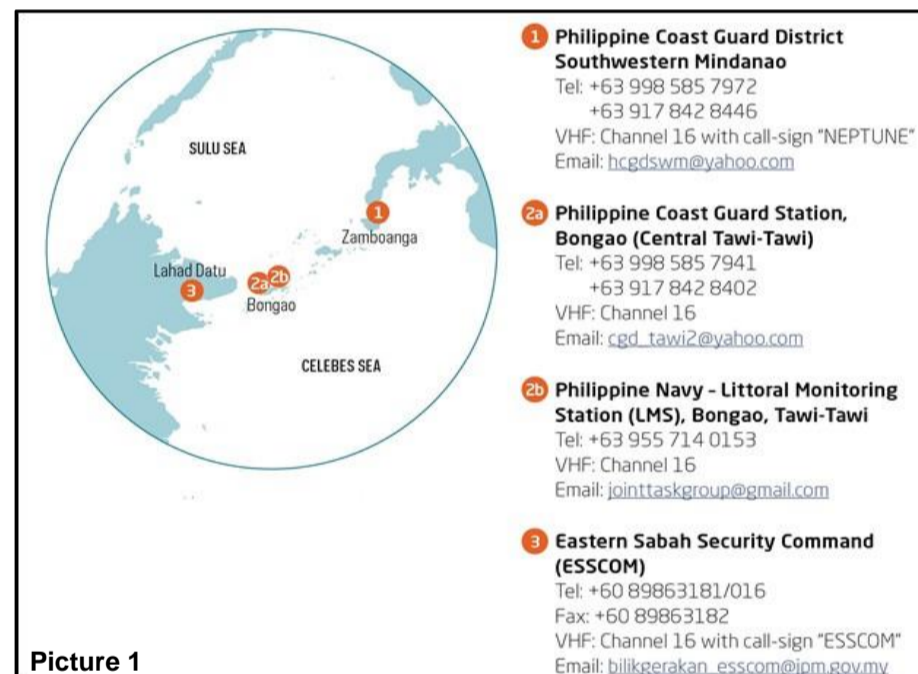 SULU SEA
1
Zamboanga
Lahad Datu
3
2a
2b
Bongao
CELEBES SEA
Picture 1
1 Philippine Coast Guard District
Southwestern Mindanao
Tel: +63 998 585 7972
+63 917 842 8446
VHF: Channel 16 with call-sign "NEPTUNE"
Email: hcgdswm@yahoo.com
2a Philippine Coast Guard Station,
Bongao (Central Tawi-Tawi)
Tel: +63 998 585 7941
+63 917 842 8402
VHF: Channel 16
Email: cgd_tawi2@yahoo.com
2b Philippine Navy – Littoral Monitoring
Station (LMS), Bongao, Tawi-Tawi
Tel: +63 955 714 0153
VHF: Channel 16
Email: jointtaskgroup@gmail.com
3 Eastern Sabah Security Command
(ESSCOM)
Tel: +60 89863181/016
Fax: +60 89863182
VHF: Channel 16 with call-sign "ESSCOM"
Email: bilikgerakan_esscom@jpm.gov.my